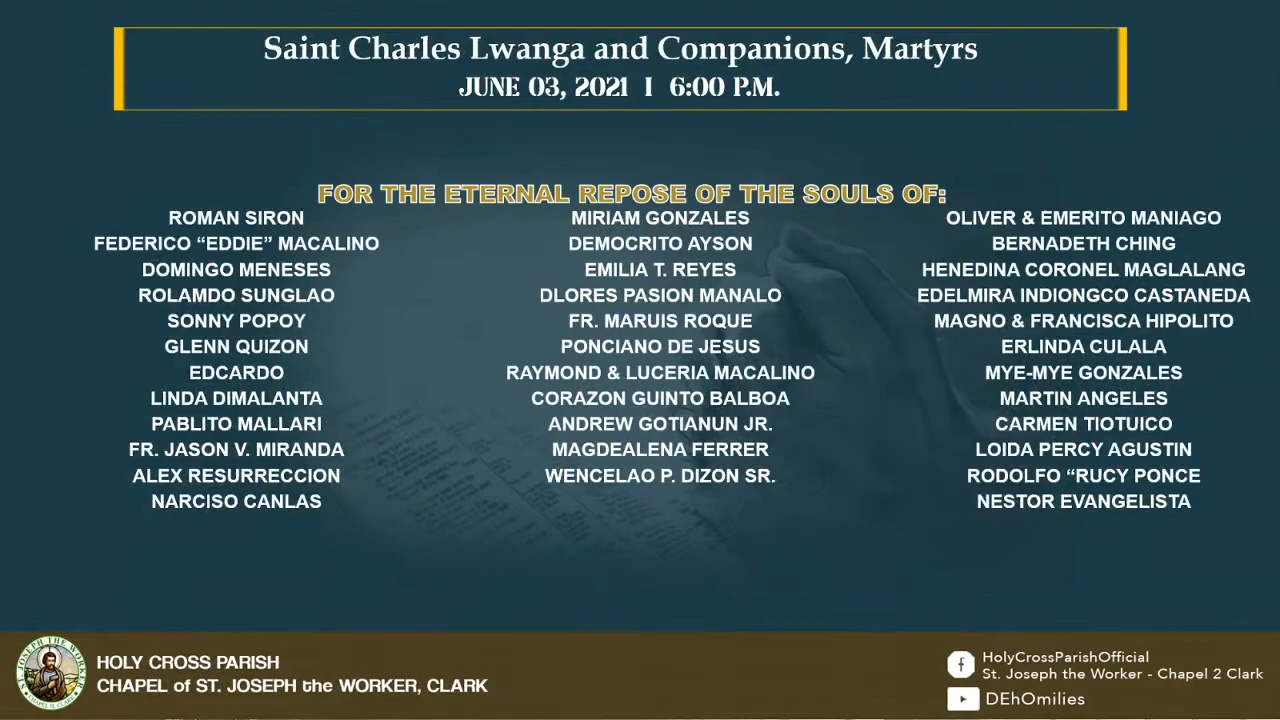 Saint Charles Lwanga and Companions, Martyrs
JUNE 03, 2021 I 6:00 P.M.
FOR THE ETERNAL REPOSE OF THE SOULS OF:
ROMAN SIRON
FEDERICO “EDDIE” MACALINO
DOMINGO MENESES
ROLAMDO SUNGLAO
SONNY POPOY
GLENN QUIZON
EDCARDO
LINDA DIMALANTA
PABLITO MALLARI
FR. JASON V. MIRANDA
ALEX RESURRECCION
NARCISO CANLAS
MIRIAM GONZALES
DEMOCRITO AYSON
EMILIA T. REYES
DLORES PASION MANALO
FR. MARUIS ROQUE
PONCIANO DE JESUS
RAYMOND & LUCERIA MACALINO
CORAZON GUINTO BALBOA
ANDREW GOTIANUN JR.
MAGDEALENA FERRER
WENCELAO P. DIZON SR.
OLIVER & EMERITO MANIAGO
BERNADETH CHING
HENEDINA CORONEL MAGLALANG
EDELMIRA INDIONGCO CASTANEDA
MAGNO & FRANCISCA HIPOLITO
ERLINDA CULALA
MYE-MYE GONZALES
MARTIN ANGELES
CARMEN TIOTUICO
LOIDA PERCY AGUSTIN
RODOLFO “RUCY PONCE
NESTOR EVANGELISTA
HOLY CROSS PARISH
CHAPEL of ST. JOSEPH the WORKER, CLARK
HolyCrossParishOfficial
St. Joseph the Worker - Chapel 2 Clark
DEhOmilies